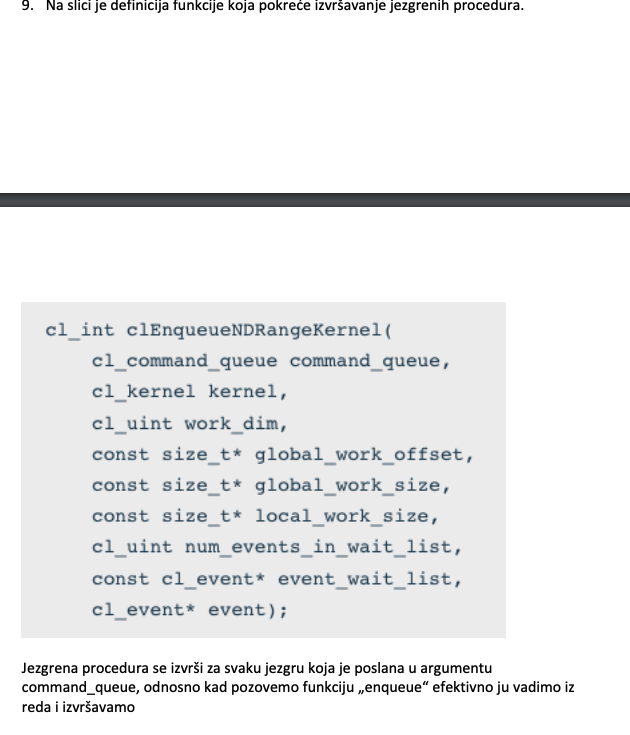 9. Na slici je definicija funkcije koja pokreće izvršavanje jezgrenih procedura.
cl_int clEnqueueNDRangeKernel(
cl_command_queue command_queue,
cl_kernel kernel,
cl_uint work_dim,
const size_t* global_work_offset,
const size_t* global_work_size,
const size_t* local_work_size,
cl_uint num_events_in_wait_list,
const cl_event* event_wait_list,
cl_event* event);
Jezgrena procedura se izvrši za svaku jezgru koja je poslana u argumentu
command_queue, odnosno kad pozovemo funkciju „enqueue“ efektivno ju vadimo iz
reda i izvršavamo